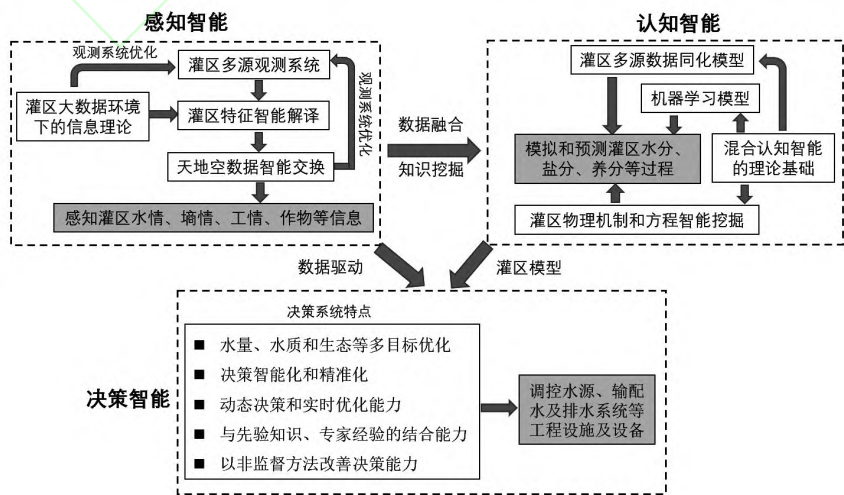 感知智能
观测系统优化
灌区多源观测系统
灌区大数据环境
下的信息理论
灌区特征智能解译
天地空数据智能交换
观测系统优化
感知灌区水情、墒情、工情、作物等信息
数据融合
知识挖掘
认知智能
灌区多源数据同化模型
机器学习模型
模拟和预测灌区水分、
盐分、养分等过程
混合认知智能
的理论基础
灌区物理机制和方程智能挖掘
数据驱动
灌区模型
决策智能
决策系统特点
■ 水量、水质和生态等多目标优化
■ 决策智能化和精准化
■ 动态决策和实时优化能力
■ 与先验知识、专家经验的结合能力
■ 以非监督方法改善决策能力
调控水源、输配
水及排水系统等
工程设施及设备